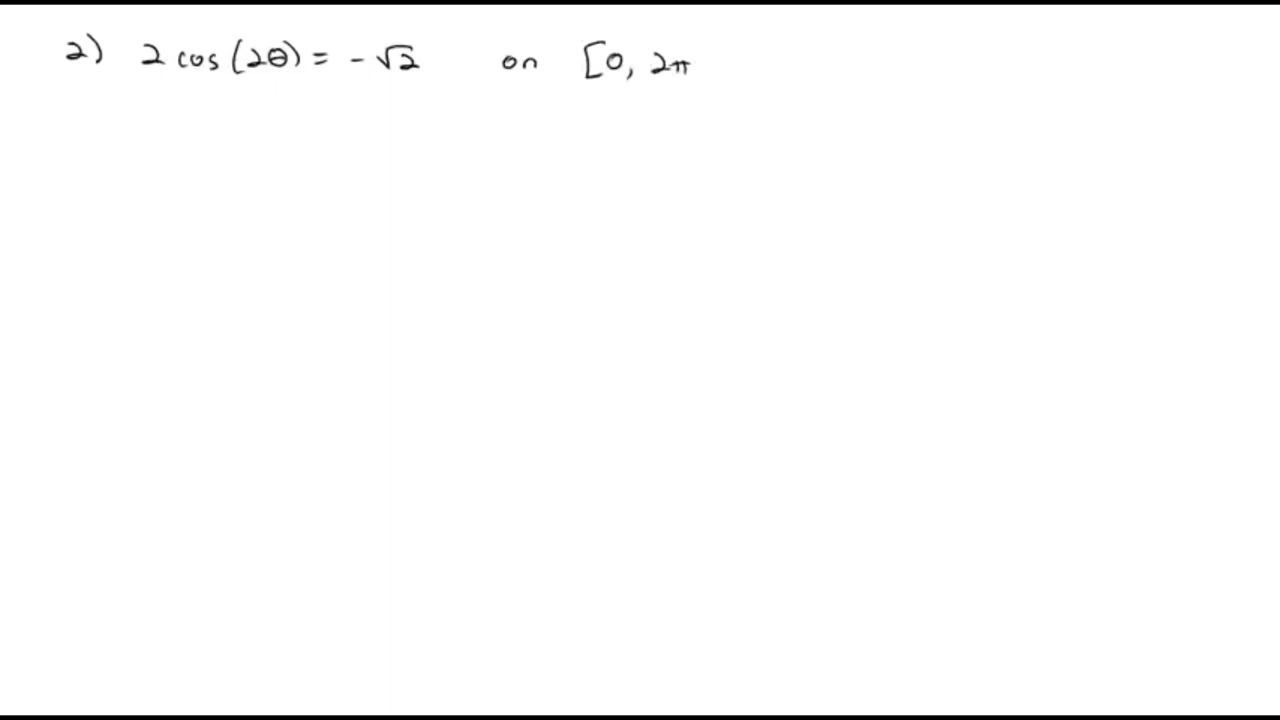 2) 2 cos (2θ) = -√2 on [0, 2π